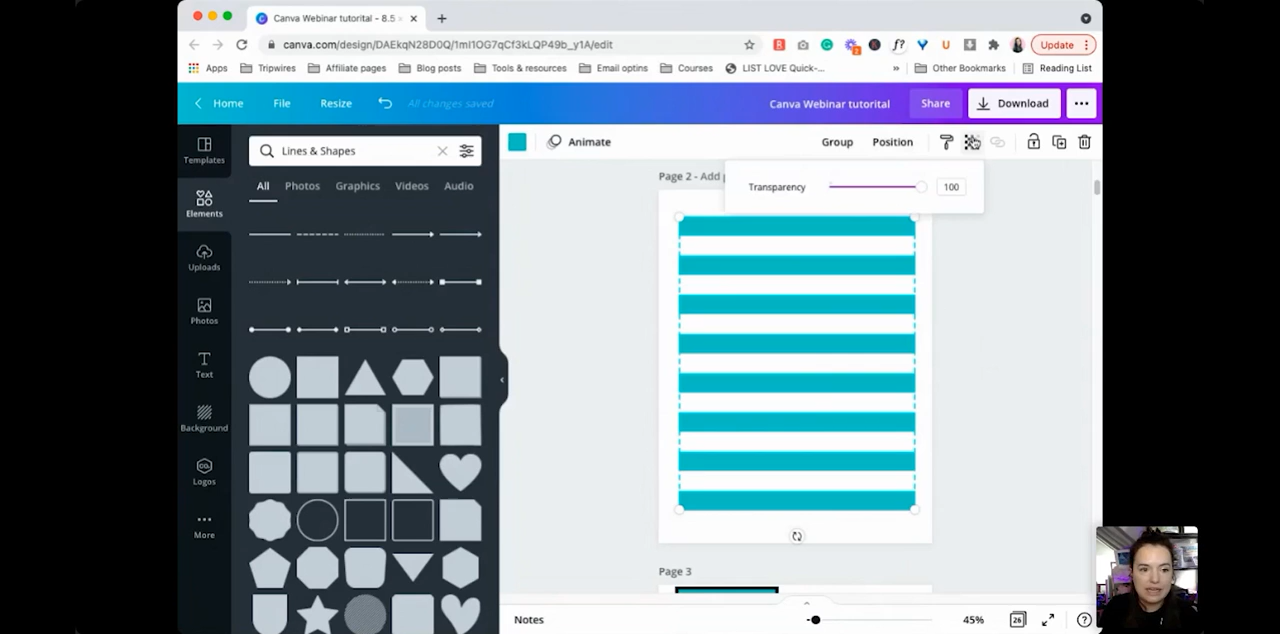 Canva Webinar tutorital - 8.5
canva.com/design/DAEkqN28D0Q/1ml1OG7qCf3kLQP49b_y1A/edit
Update
Apps
Tripwires
Affiliate pages
Blog posts
Tools & resources
Email optins
Courses
LIST LOVE Quick-...
»
Other Bookmarks
Reading List
Home
File
Resize
All changes saved
Canva Webinar tutorital
Share
Download
Templates
Elements
Uploads
Photos
Text
Background
Logos
More
Lines & Shapes
All
Photos
Graphics
Videos
Audio
Animate
Group
Position
Page 2 - Add
Transparency
100
Page 3
Notes
45%
26
?